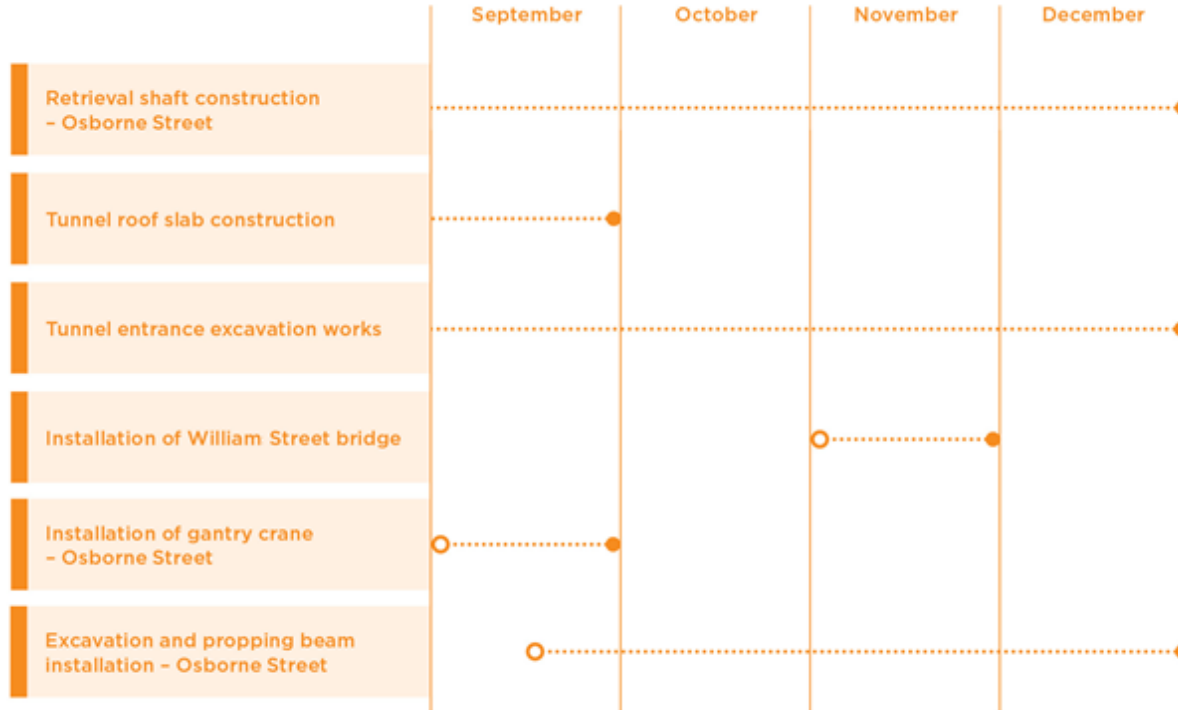 September October November December
Retrieval shaft construction
– Osborne Street
Tunnel roof slab construction
Tunnel entrance excavation works
Installation of William Street bridge
Installation of gantry crane
– Osborne Street
Excavation and propping beam
installation – Osborne Street